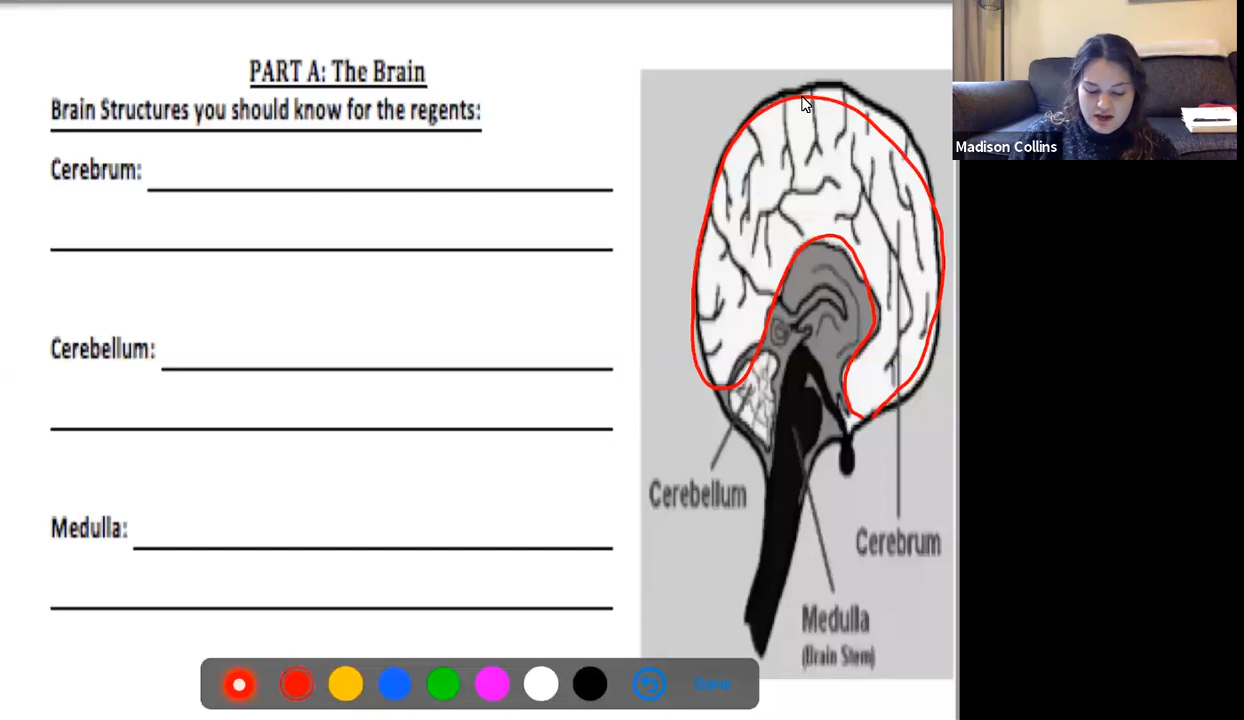 PART A: The Brain
Brain Structures you should know for the regents:
Cerebrum:
Cerebellum:
Medulla:
Cerebellum
Cerebrum
Medulla
(Brain Stem)
Madison Collins
Done